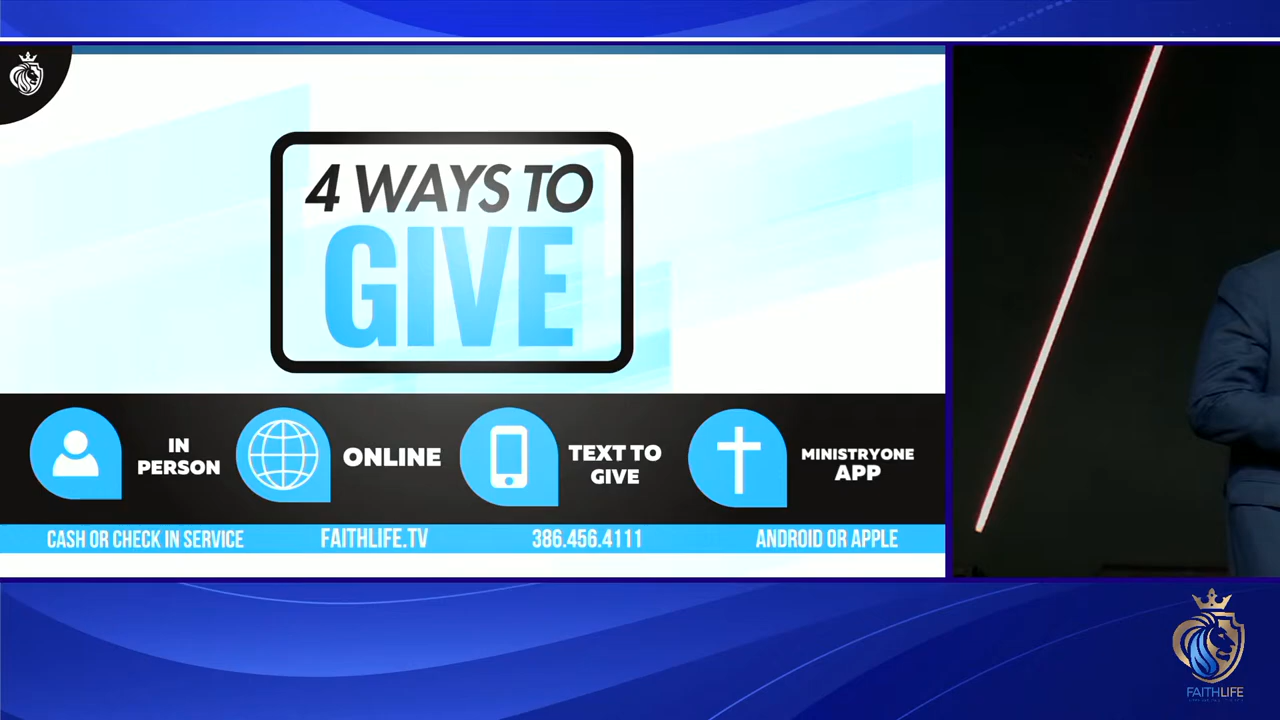 4 WAYS TO
GIVE
IN
PERSON
ONLINE
TEXT TO
GIVE
MINISTRYONE
APP
CASH OR CHECK IN SERVICE
FAITHLIFE.TV
386.456.4111
ANDROID OR APPLE
FAITHLIFE